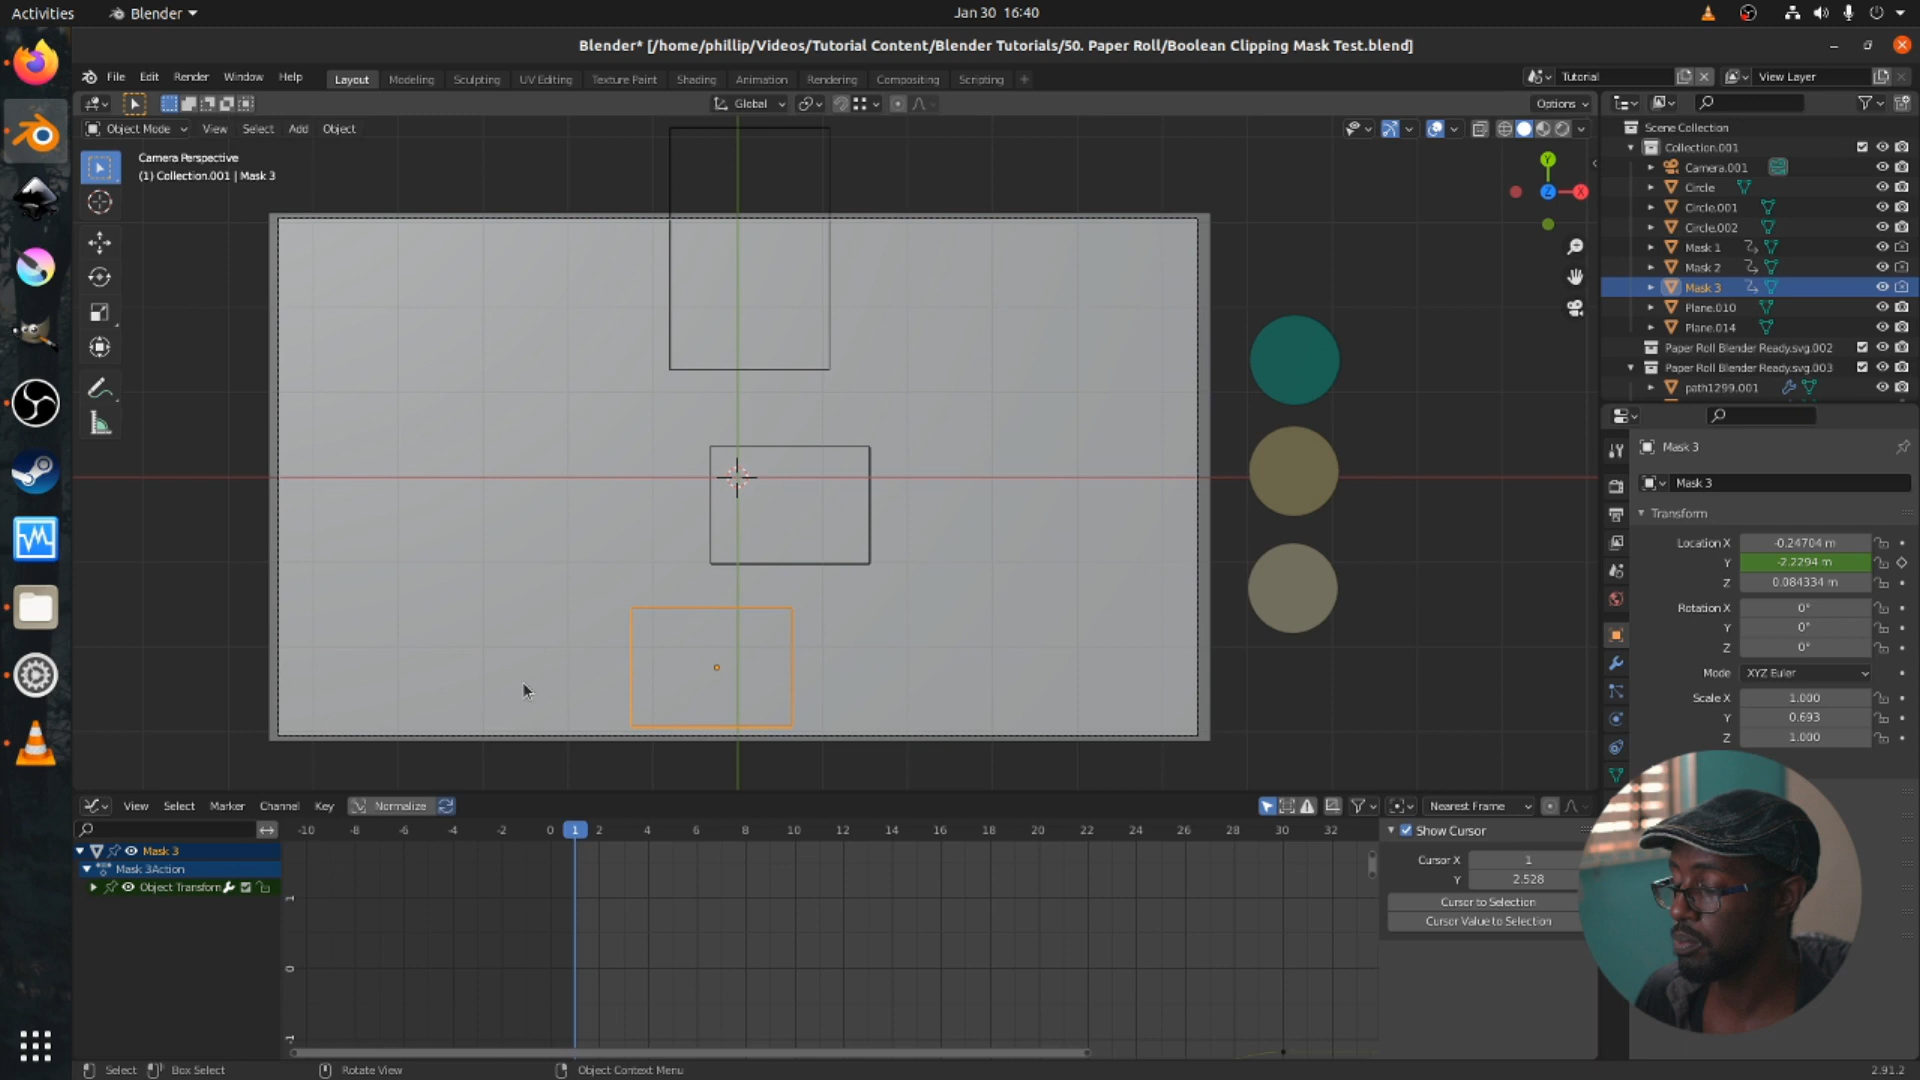 Activities
Blender
Jan 30 16:40
Blender* [/home/phillip/Videos/Tutorial Content/Blender Tutorials/50. Paper Roll/Boolean Clipping Mask Test.blend]
File Edit Render Window Help
Layout Modeling Sculpting UV Editing Texture Paint Shading Animation Rendering Compositing Scripting
Tutorial
View Layer
Global
Options
Object Mode View Select Add Object
Camera Perspective
(1) Collection.001 | Mask 3
Y
Z
X
Scene Collection
Collection.001
Camera.001
Circle
Circle.001
Circle.002
Mask 1
Mask 2
Mask 3
Plane.010
Plane.014
Paper Roll Blender Ready.svg.002
Paper Roll Blender Ready.svg.003
path1299.001
Mask 3
Mask 3
Transform
Location X -0.24704 m
Y -2.2294 m
Z 0.084334 m
Rotation X 0°
Y 0°
Z 0°
Mode XYZ Euler
Scale X 1.000
Y 0.693
Z 1.000
View Select Marker Channel Key Normalize
Nearest Frame
-10 -8 -6 -4 -2 0 1 2 4 6 8 10 12 14 16 18 20 22 24 26 28 30 32
Mask 3
Mask 3Action
Object Transform
1
0
-1
Show Cursor
Cursor X 1
Y 2.528
Cursor to Selection
Cursor Value to Selection
Select
Box Select
Rotate View
Object Context Menu
2.91.2